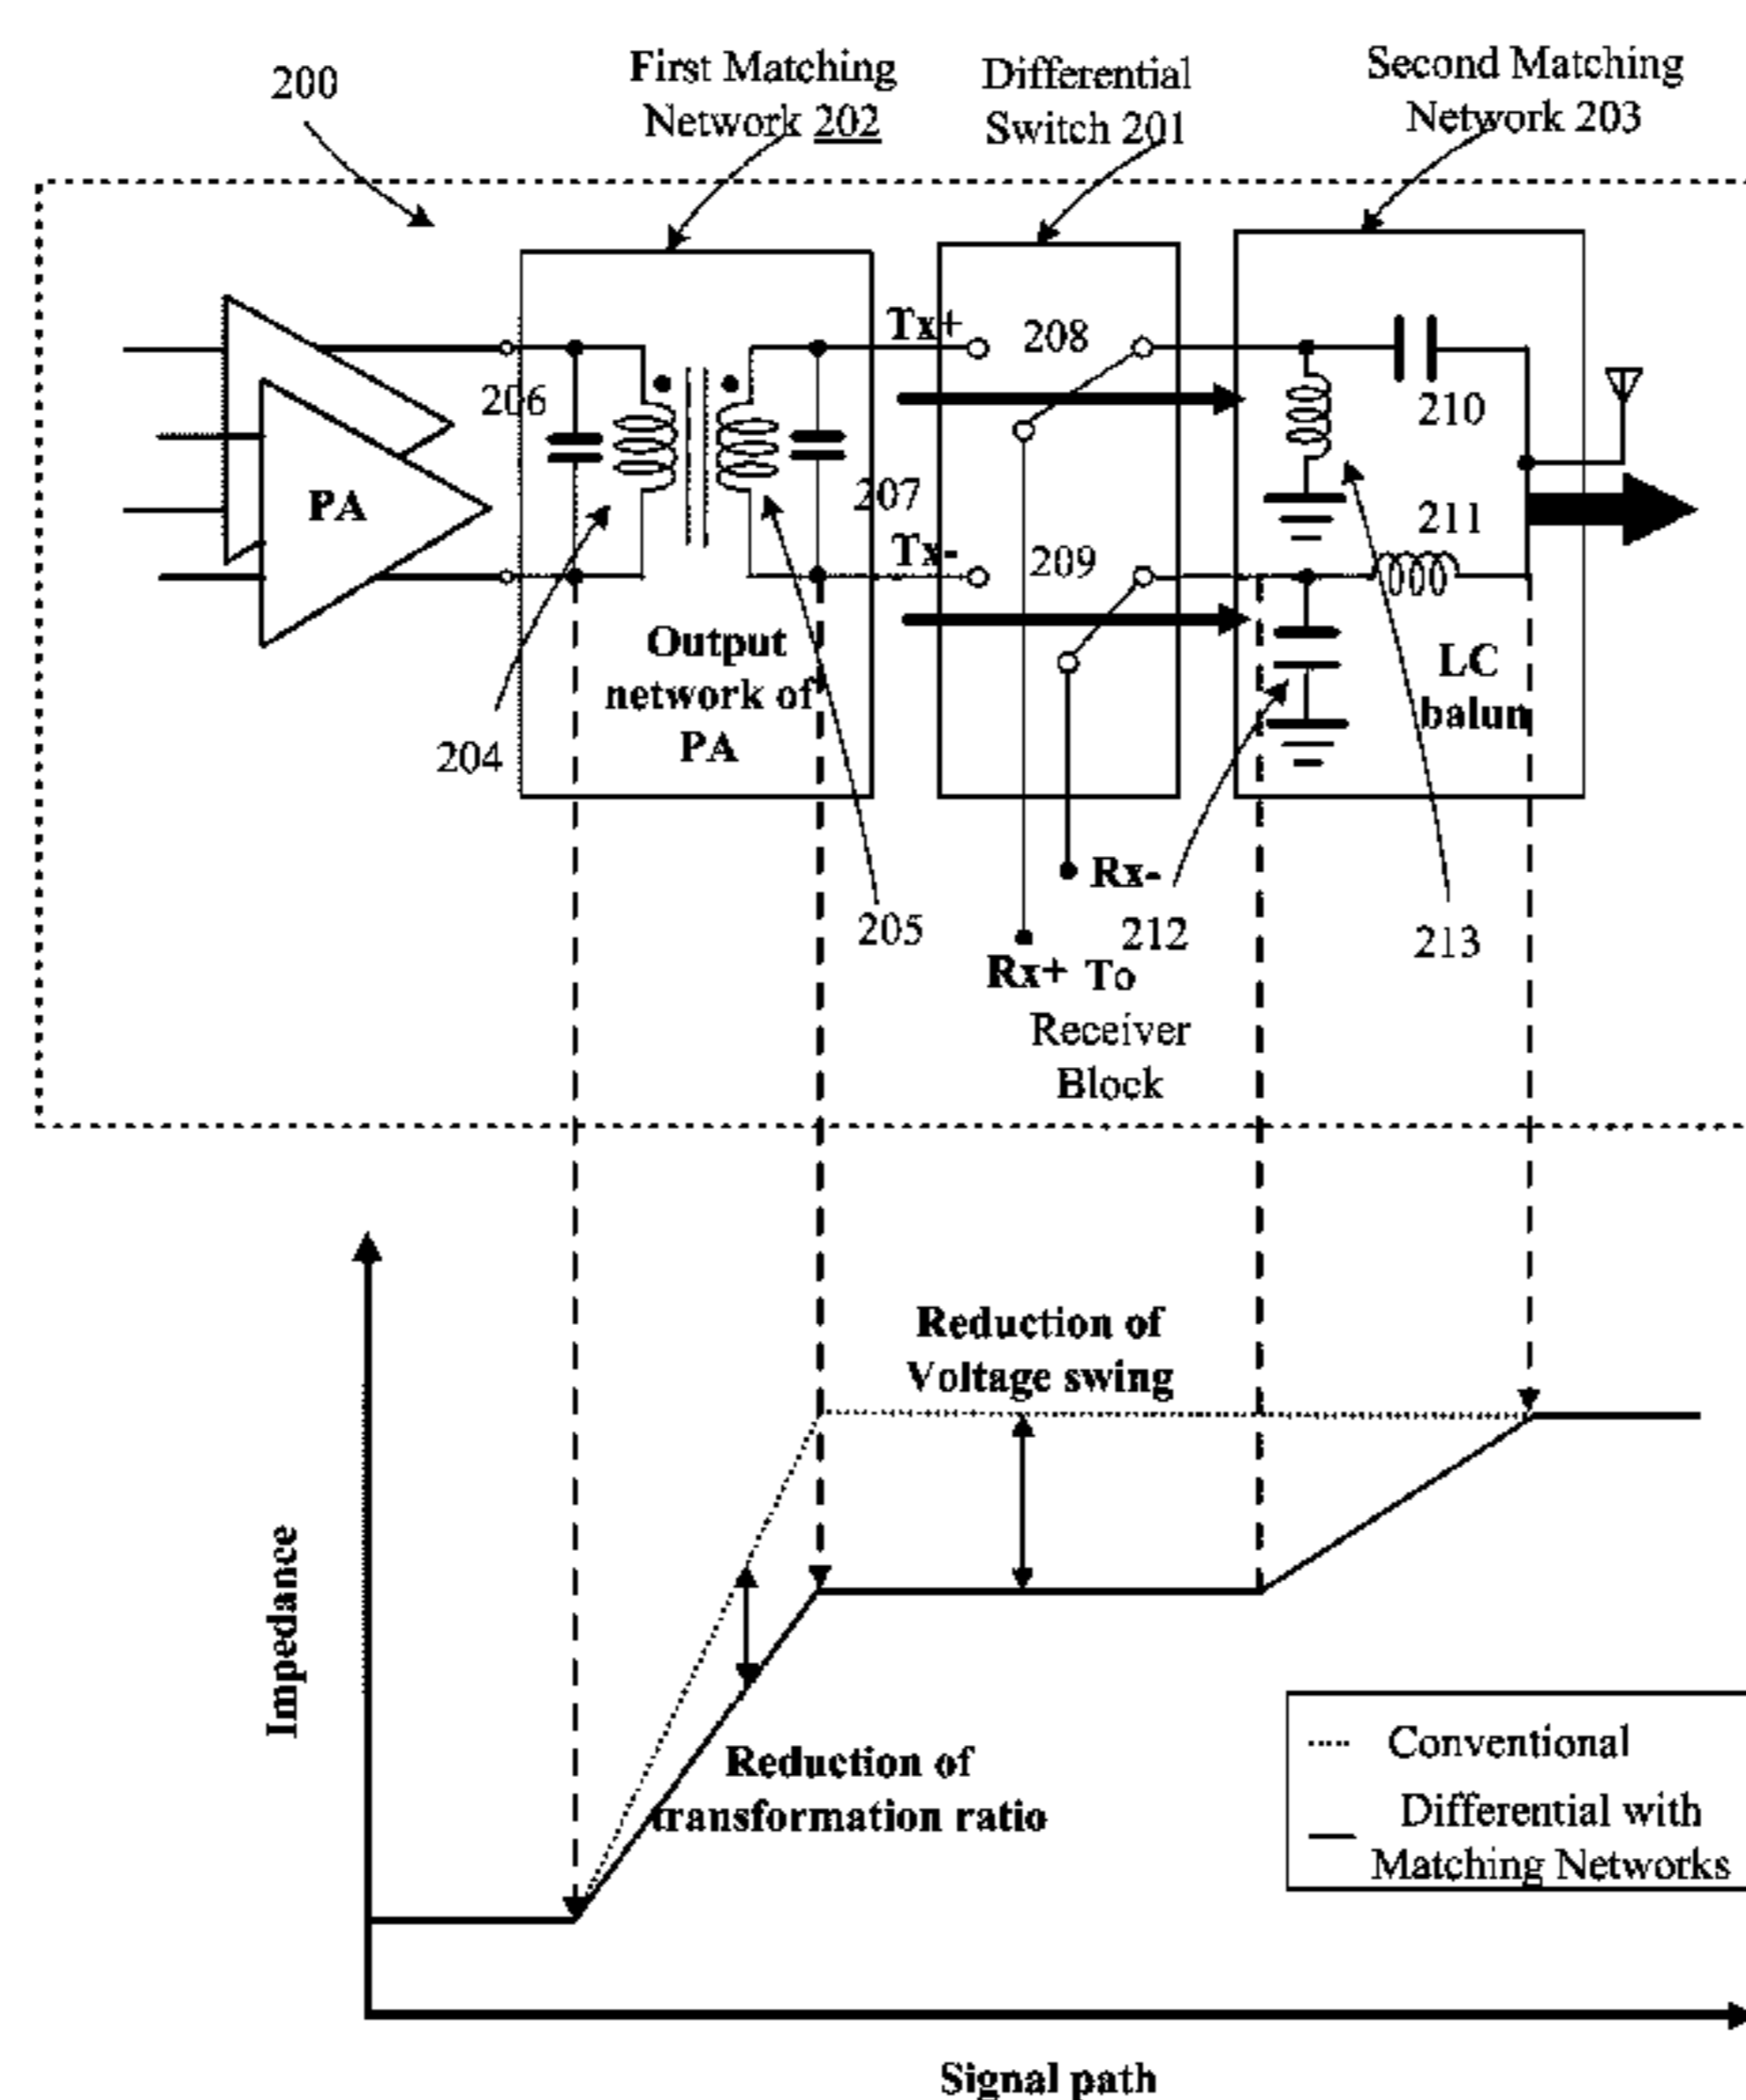 200
First Matching
Network 202
Differential
Switch 201
Second Matching
Network 203
Tx+
208
206
210
PA
207
211
Tx-
209
Output
network of
PA
LC
balun
204
Rx-
205
212
213
Rx+ To
Receiver
Block
Reduction of
Voltage swing
Impedance
Conventional
Reduction of
transformation ratio
Differential with
Matching Networks
Signal path